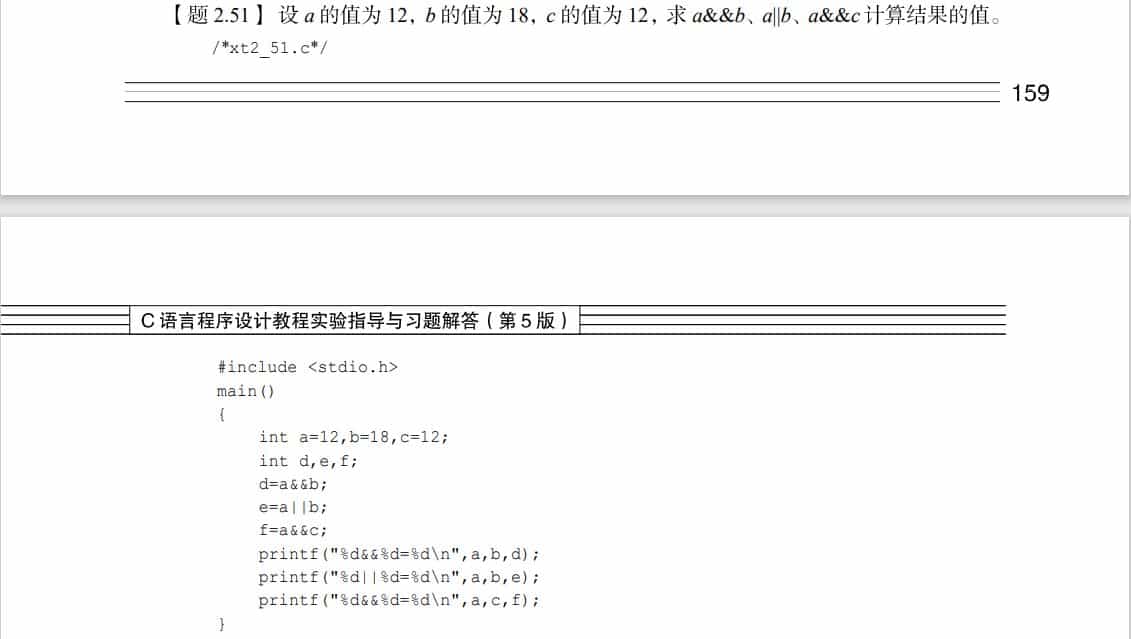 【题 2.51】 设 a 的值为 12, b 的值为 18, c 的值为 12, 求 a&&b、a||b、a&&c 计算结果的值。
/*xt2_51.c*/
159
C 语言程序设计教程实验指导与习题解答（第 5 版）
#include <stdio.h>
main()
{
int a=12,b=18,c=12;
int d,e,f;
d=a&&b;
e=a||b;
f=a&&c;
printf("%d&&%d=%d\n",a,b,d);
printf("%d||%d=%d\n",a,b,e);
printf("%d&&%d=%d\n",a,c,f);
}